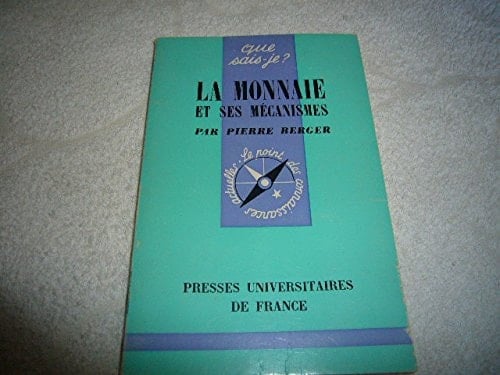 que
sais-je?
LA MONNAIE
ET SES MÉCANISMES
PAR PIERRE BERGER
le point des connaissances actuelles
PRESSES UNIVERSITAIRES
DE FRANCE